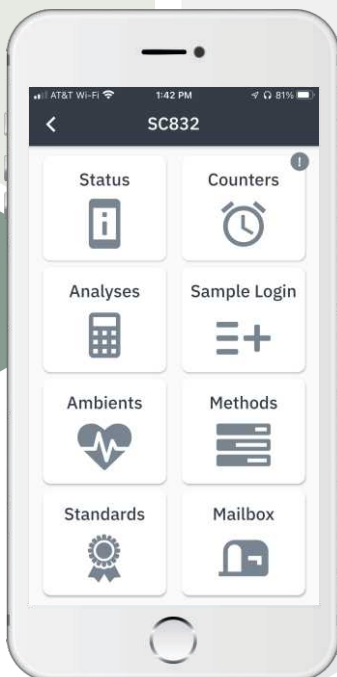 AT&T Wi-Fi 1:42 PM 81%
SC832
Status Counters
!
Analyses Sample Login
Ambients Methods
Standards Mailbox